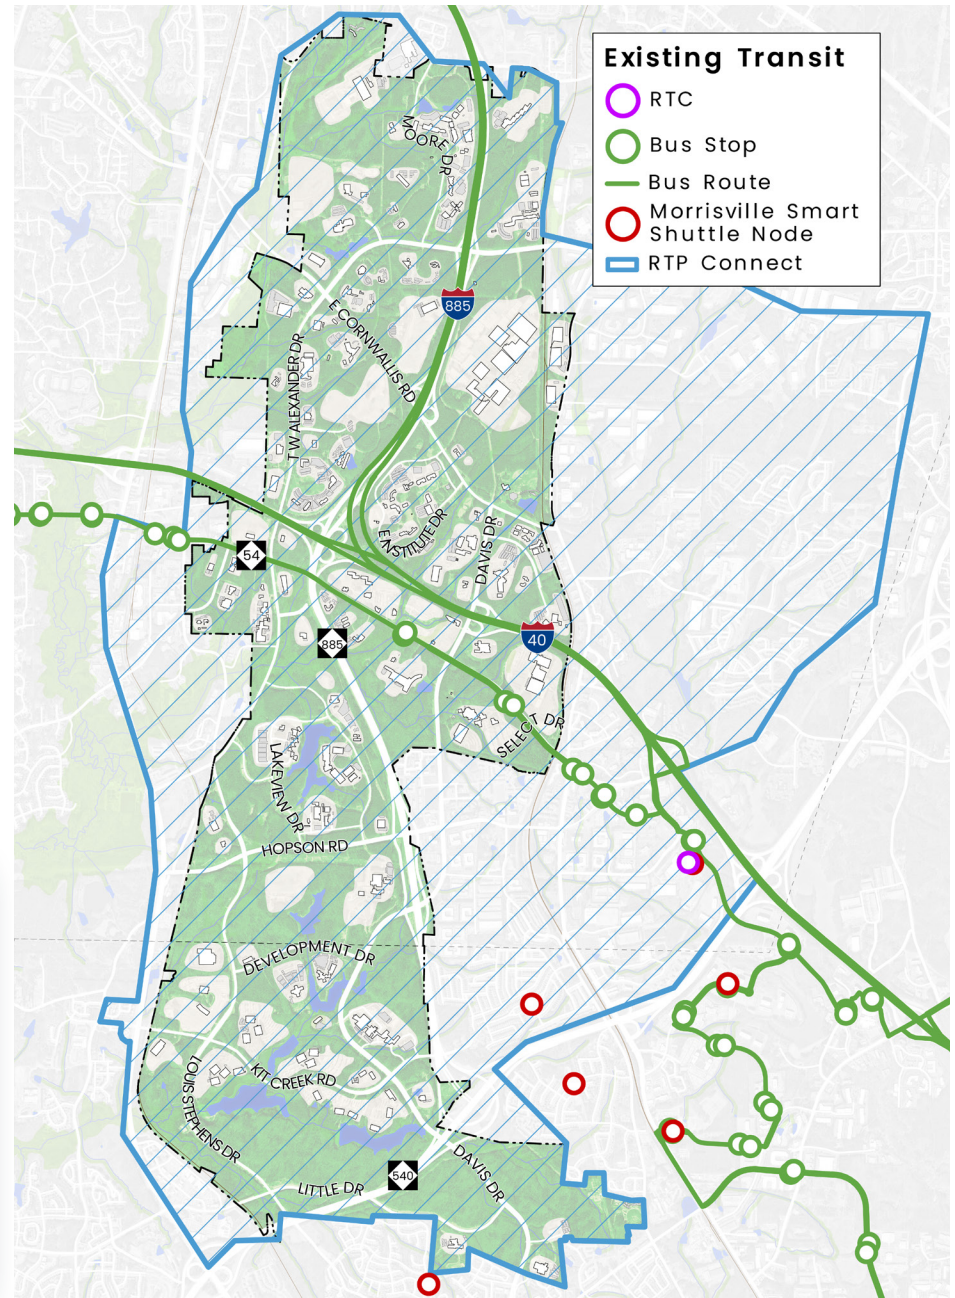 Existing Transit
RTC
Bus Stop
Bus Route
Morrisville Smart
Shuttle Node
RTP Connect
MOORE DR
885
E CORNWALLIS RD
T W ALEXANDER DR
E INSTITUTE DR
DAVIS DR
54
885
40
SELECT DR
LAKEVIEW DR
HOPSON RD
DEVELOPMENT DR
KIT CREEK RD
LOUIS STEPHENS DR
DAVIS DR
540
LITTLE DR